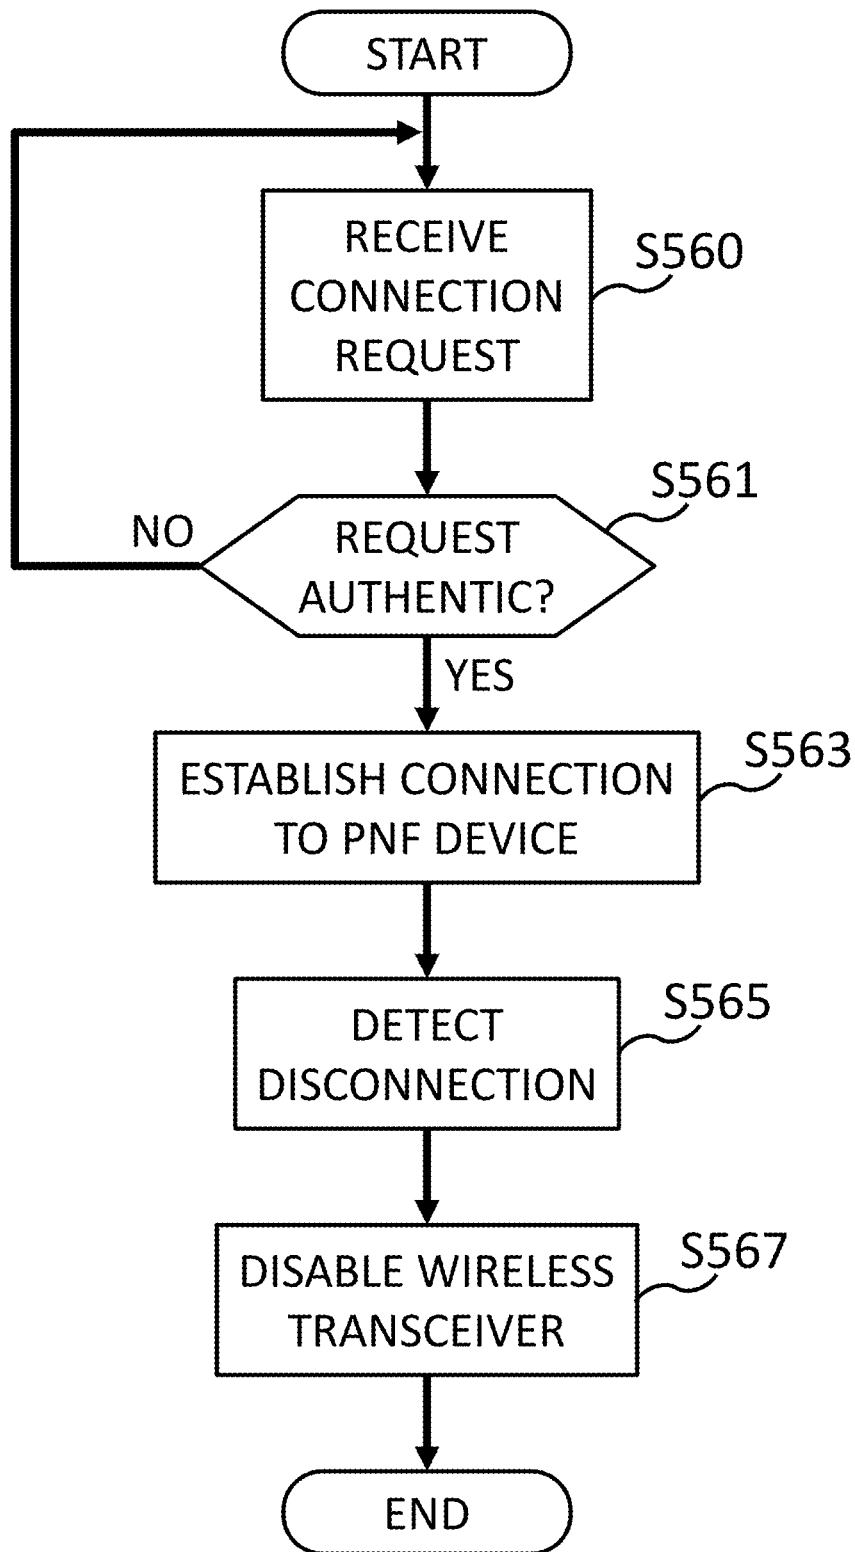 START
RECEIVE
CONNECTION
REQUEST
S560
S561
REQUEST
AUTHENTIC?
NO
YES
S563
ESTABLISH CONNECTION
TO PNF DEVICE
S565
DETECT
DISCONNECTION
S567
DISABLE WIRELESS
TRANSCEIVER
END